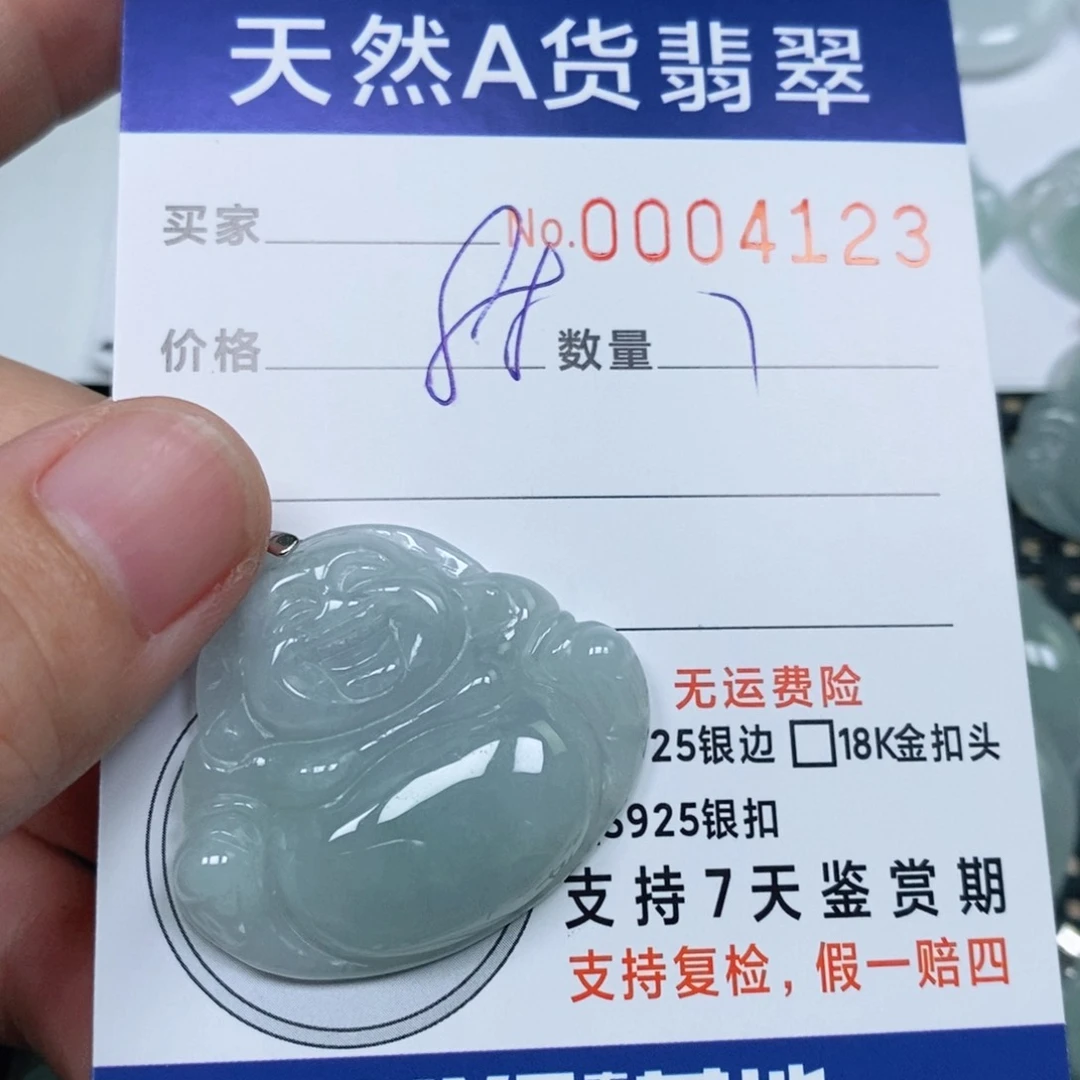 天然A货翡翠
买家 No.0004123
价格 数量
无运费险
25银边 □18K金扣头
S925银扣
支持7天鉴赏期
支持复检，假一赔四